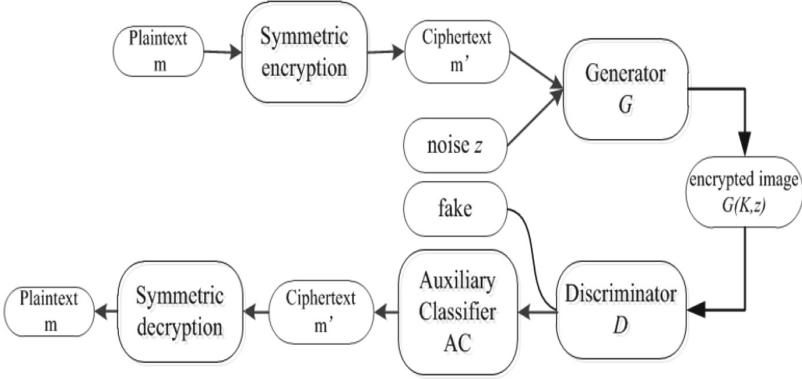 Plaintext
m
Symmetric
encryption
Ciphertext
m’
Generator
G
noise z
encrypted image
G(K,z)
fake
Discriminator
D
Auxiliary
Classifier
AC
Ciphertext
m’
Symmetric
decryption
Plaintext
m